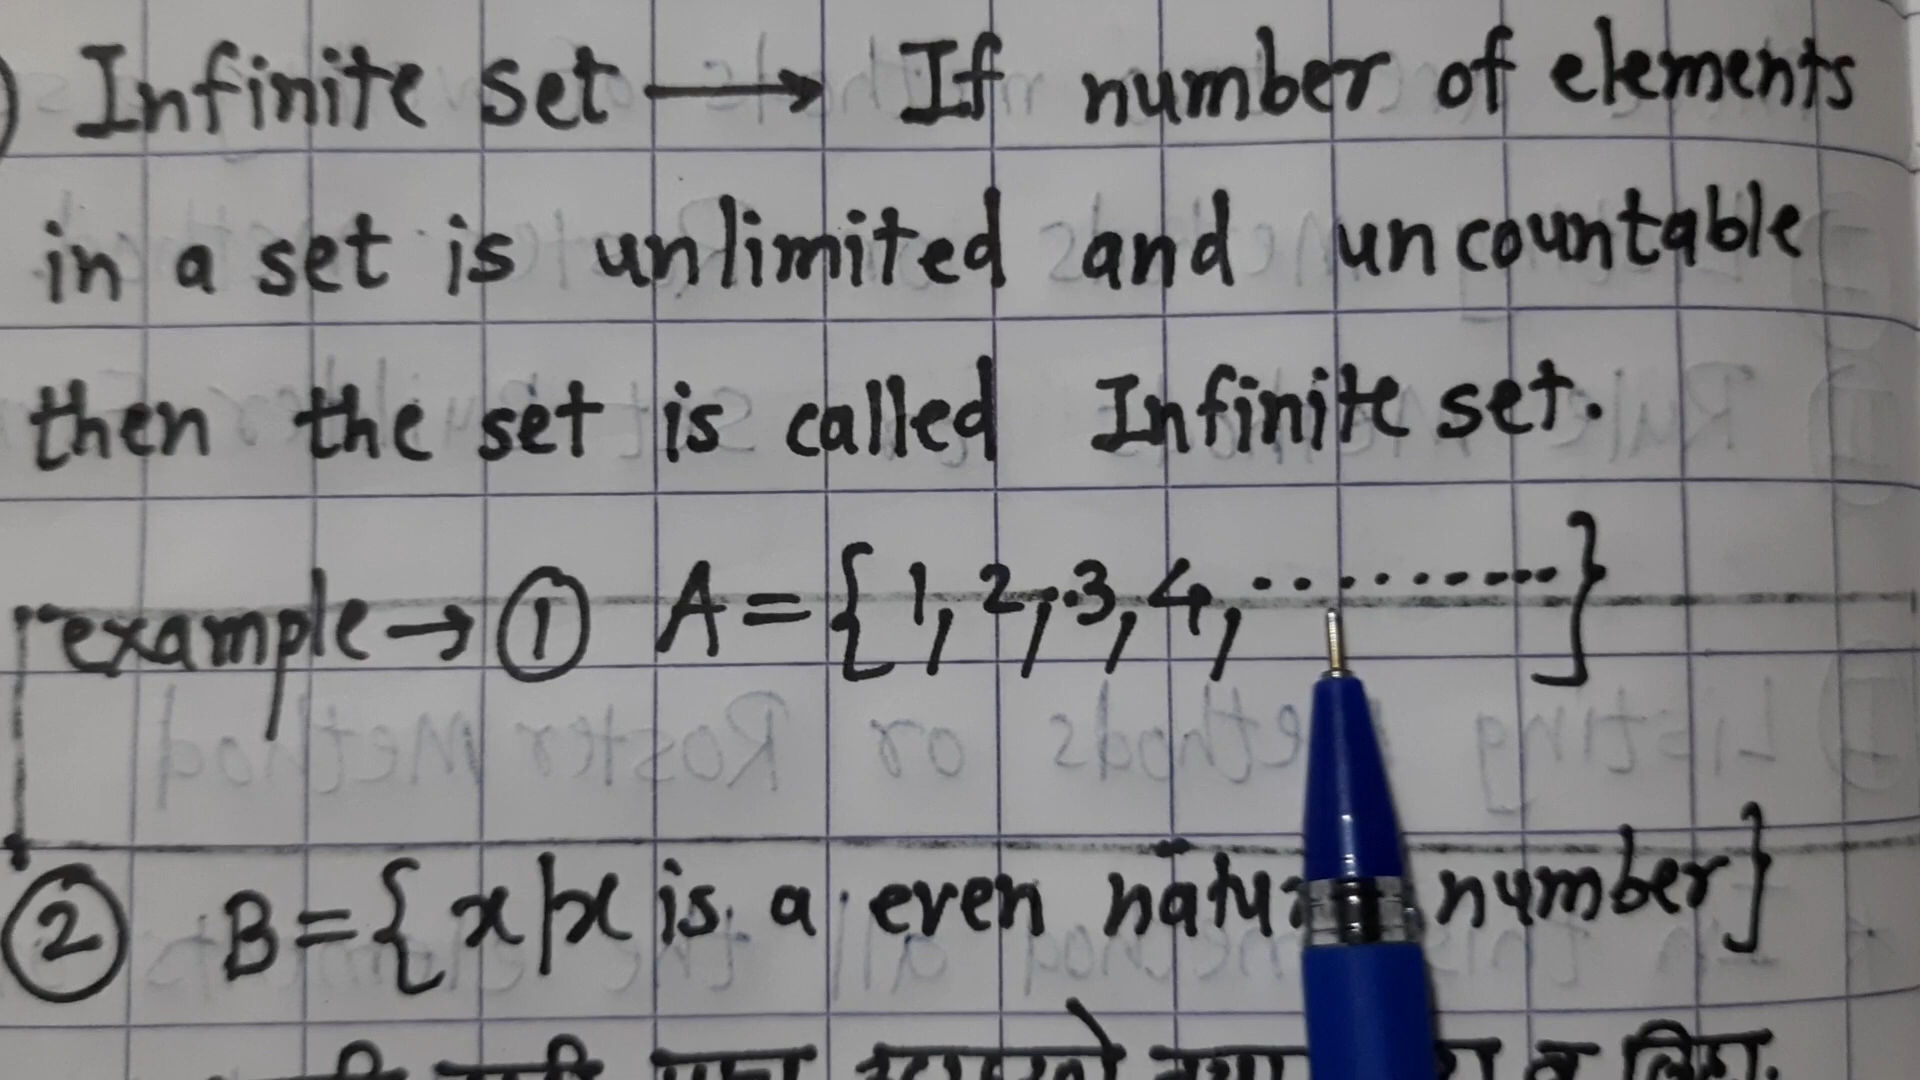 Infinite set → If number of elements
in a set is unlimited and uncountable
then the set is called Infinite set.
example → ① A = {1, 2, 3, 4, ..........}
② B = {x|x is a even natu number}